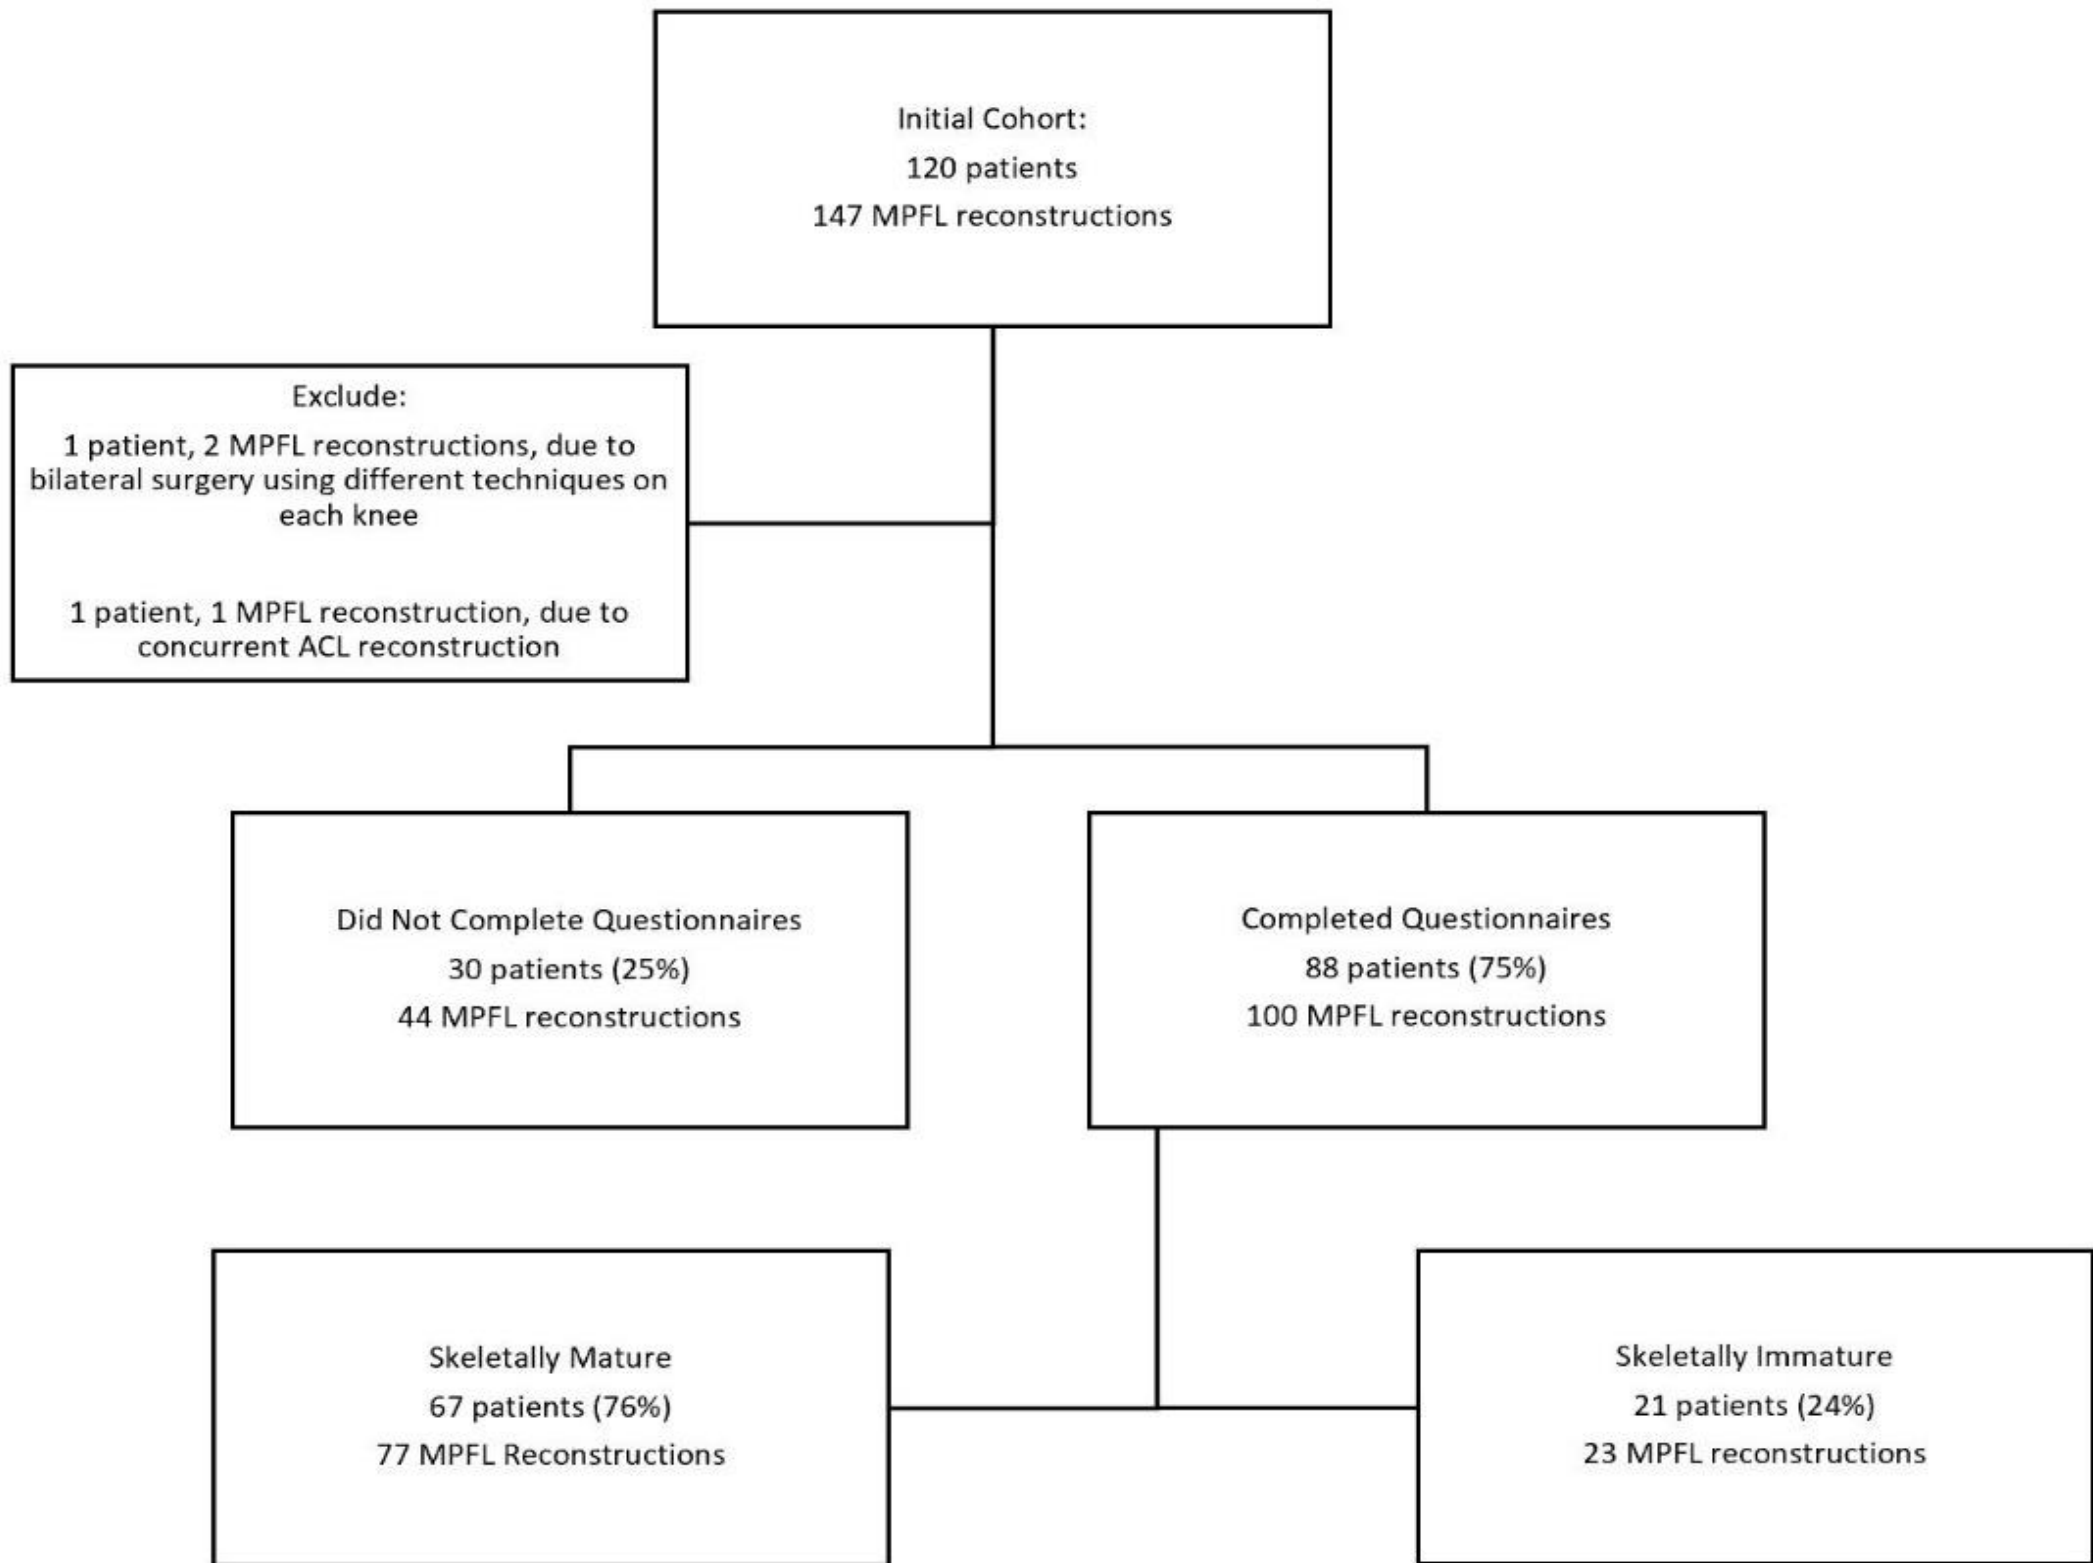 Initial Cohort:
120 patients
147 MPFL reconstructions
Exclude:
1 patient, 2 MPFL reconstructions, due to
bilateral surgery using different techniques on
each knee
1 patient, 1 MPFL reconstruction, due to
concurrent ACL reconstruction
Did Not Complete Questionnaires
30 patients (25%)
44 MPFL reconstructions
Completed Questionnaires
88 patients (75%)
100 MPFL reconstructions
Skeletally Mature
67 patients (76%)
77 MPFL Reconstructions
Skeletally Immature
21 patients (24%)
23 MPFL reconstructions